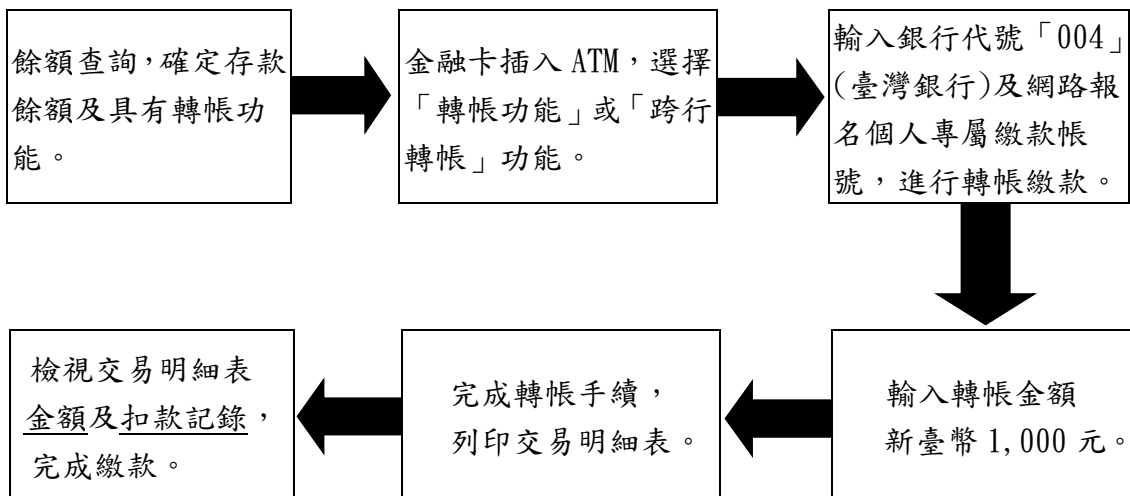 餘額查詢，確定存款
餘額及具有轉帳功
能。
金融卡插入 ATM，選擇
「轉帳功能」或「跨行
轉帳」功能。
輸入銀行代號「004」
(臺灣銀行)及網路報
名個人專屬繳款帳
號，進行轉帳繳款。
輸入轉帳金額
新臺幣 1,000 元。
完成轉帳手續，
列印交易明細表。
檢視交易明細表
金額及扣款記錄，
完成繳款。